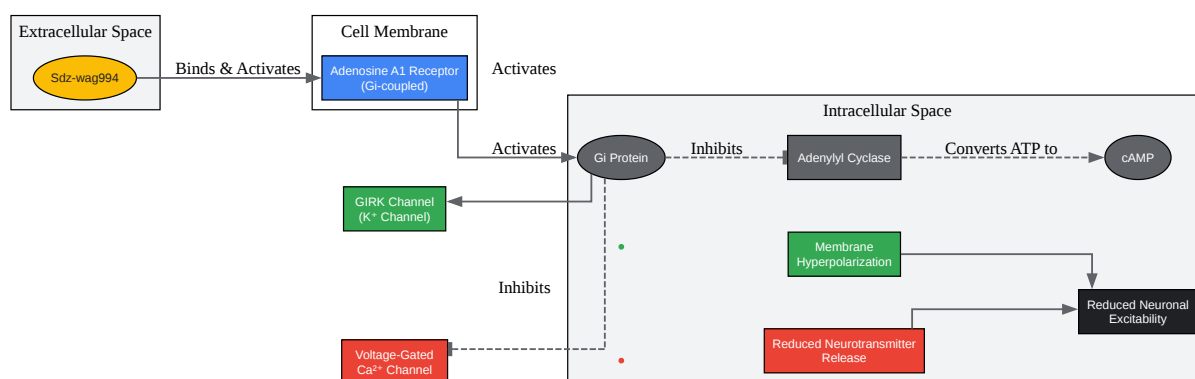 Extracellular Space
Cell Membrane
Sdz-wag994
Binds & Activates
Adenosine A1 Receptor
(Gi-coupled)
Activates
Intracellular Space
Activates
Gi Protein
Inhibits
Adenylyl Cyclase
Converts ATP to
cAMP
GIRK Channel
(K⁺ Channel)
Membrane
Hyperpolarization
Inhibits
Reduced Neuronal
Excitability
Voltage-Gated
Ca²⁺ Channel
Reduced Neurotransmitter
Release